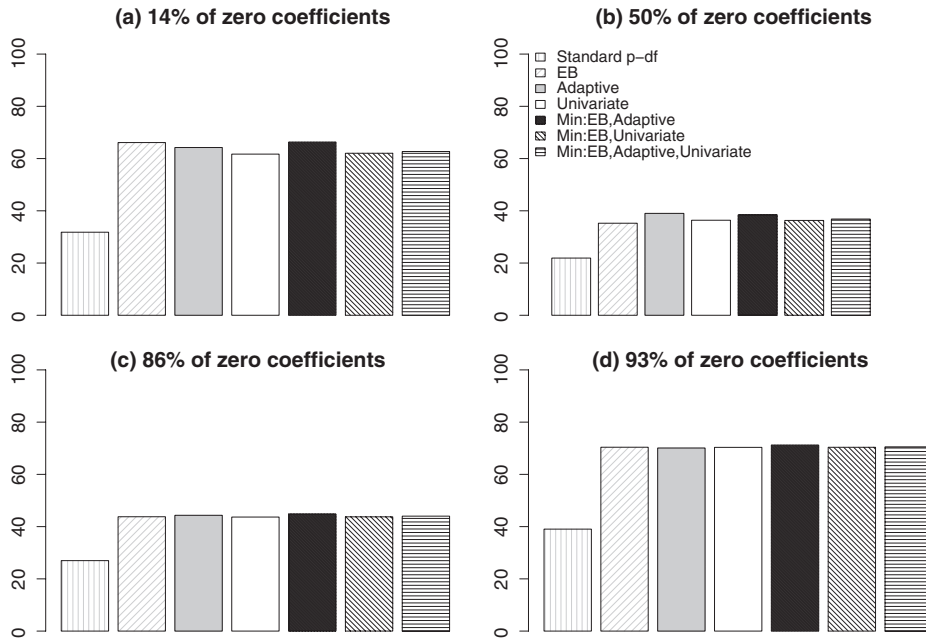 (a) 14% of zero coefficients
0 20 40 60 80 100
(b) 50% of zero coefficients
0 20 40 60 80 100
Standard p−df
EB
Adaptive
Univariate
Min:EB,Adaptive
Min:EB,Univariate
Min:EB,Adaptive,Univariate
(c) 86% of zero coefficients
0 20 40 60 80 100
(d) 93% of zero coefficients
0 20 40 60 80 100